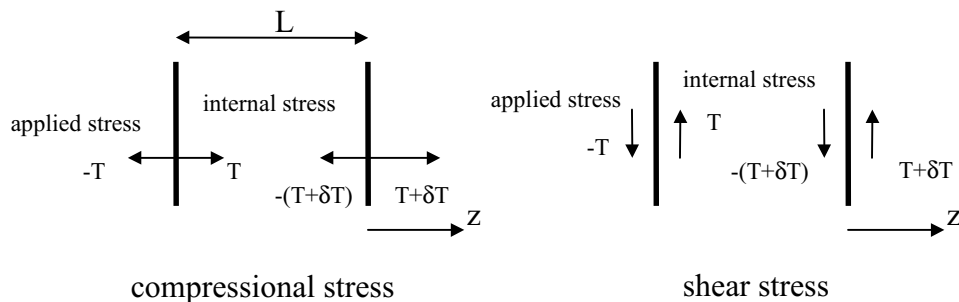 L
applied stress
internal stress
-T
T
-(T+δT)
T+δT
z
compressional stress
applied stress
internal stress
-T
T
-(T+δT)
T+δT
z
shear stress